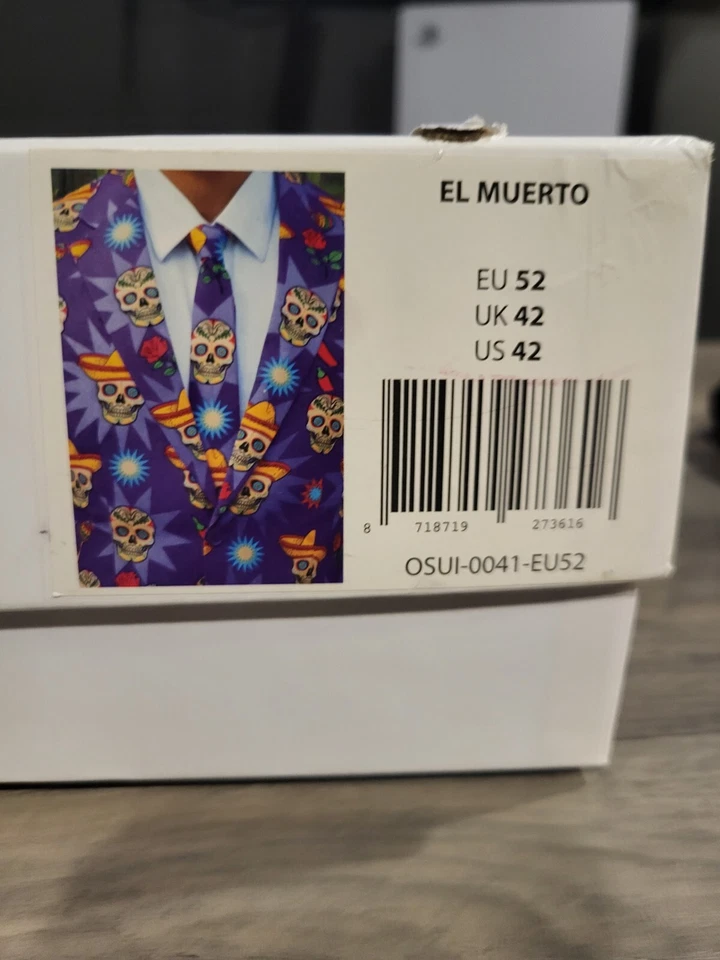 EL MUERTO
EU 52
UK 42
US 42
8 718719 273616
OSUI-0041-EU52